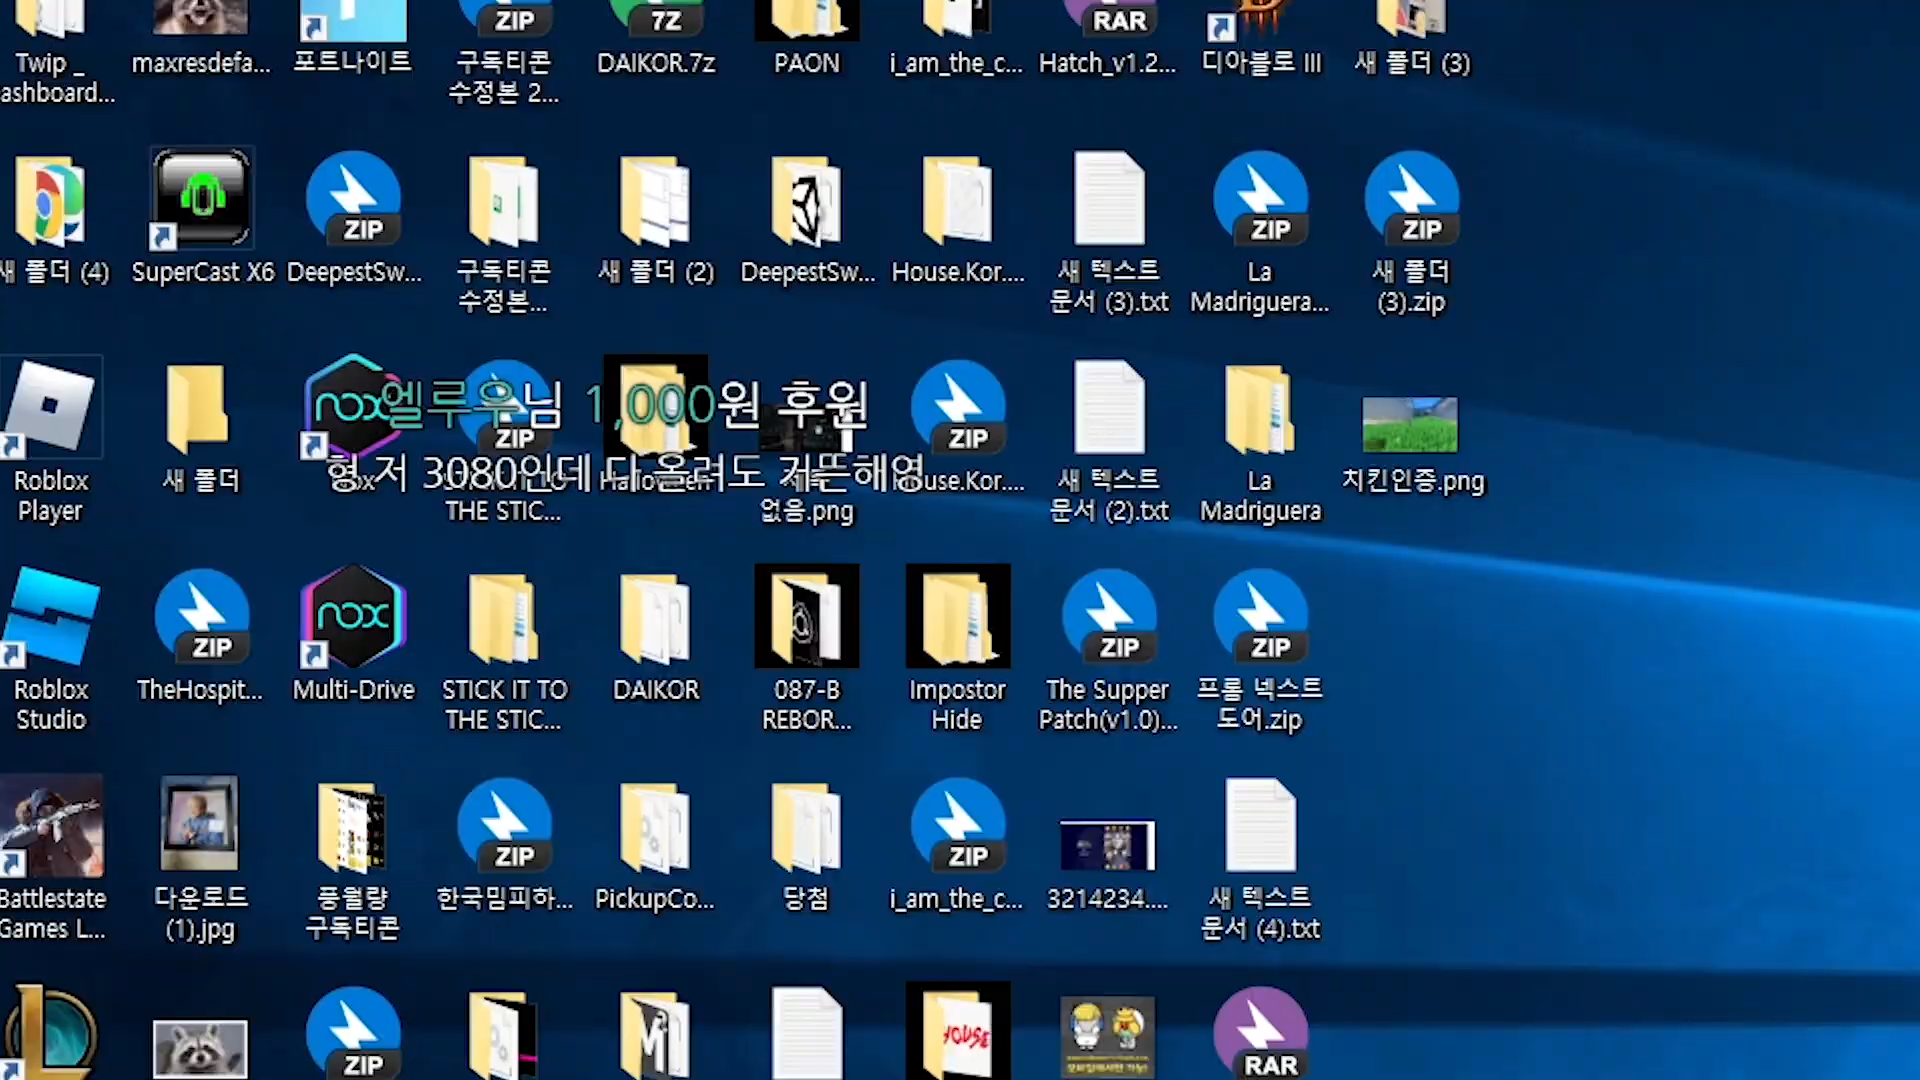 Twip _
ashboard...
maxresdefa...
포트나이트
ZIP
구독티콘
수정본 2...
7Z
DAIKOR.7z
PAON
i_am_the_c...
RAR
Hatch_v1.2...
디아블로 III
새 폴더 (3)
새 폴더 (4)
SuperCast X6
ZIP
DeepestSw...
구독티콘
수정본...
새 폴더 (2)
DeepestSw...
House.Kor....
새 텍스트
문서 (3).txt
ZIP
La
Madriguera...
ZIP
새 폴더
(3).zip
엘루우님 1,000원 후원
형 저 3080인데 다 올려도 거뜬해영
Roblox
Player
새 폴더
nox
ZIP
THE STIC...
없음.png
ZIP
House.Kor....
새 텍스트
문서 (2).txt
La
Madriguera
치킨인증.png
Roblox
Studio
ZIP
TheHospit...
nox
Multi-Drive
STICK IT TO
THE STIC...
DAIKOR
087-B
REBOR...
Impostor
Hide
ZIP
The Supper
Patch(v1.0)...
ZIP
프롬 넥스트
도어.zip
Battlestate
Games L...
다운로드
(1).jpg
풍월량
구독티콘
ZIP
한국밈피하...
PickupCo...
당첨
ZIP
i_am_the_c...
3214234....
새 텍스트
문서 (4).txt
ZIP
HOUSE
RAR